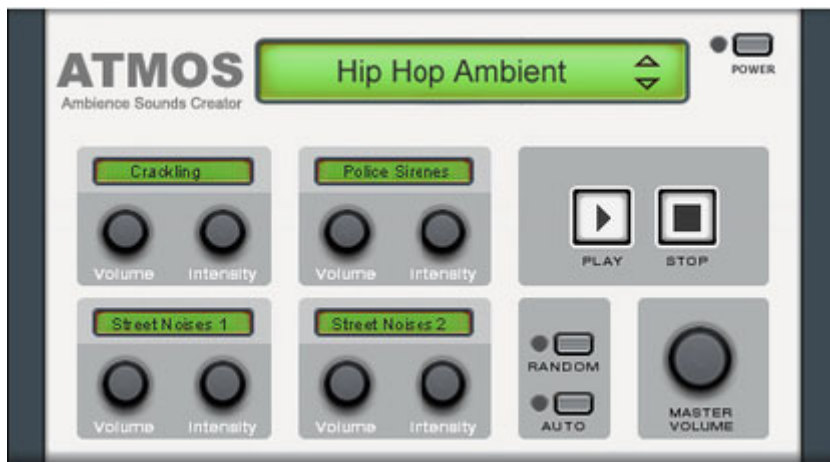 ATMOS
Ambience Sounds Creator
Hip Hop Ambient
POWER
Crackling
Volume Intensity
Police Sirenes
Volume Intensity
PLAY STOP
Street Noises 1
Volume Intensity
Street Noises 2
Volume Intensity
RANDOM
AUTO
MASTER
VOLUME